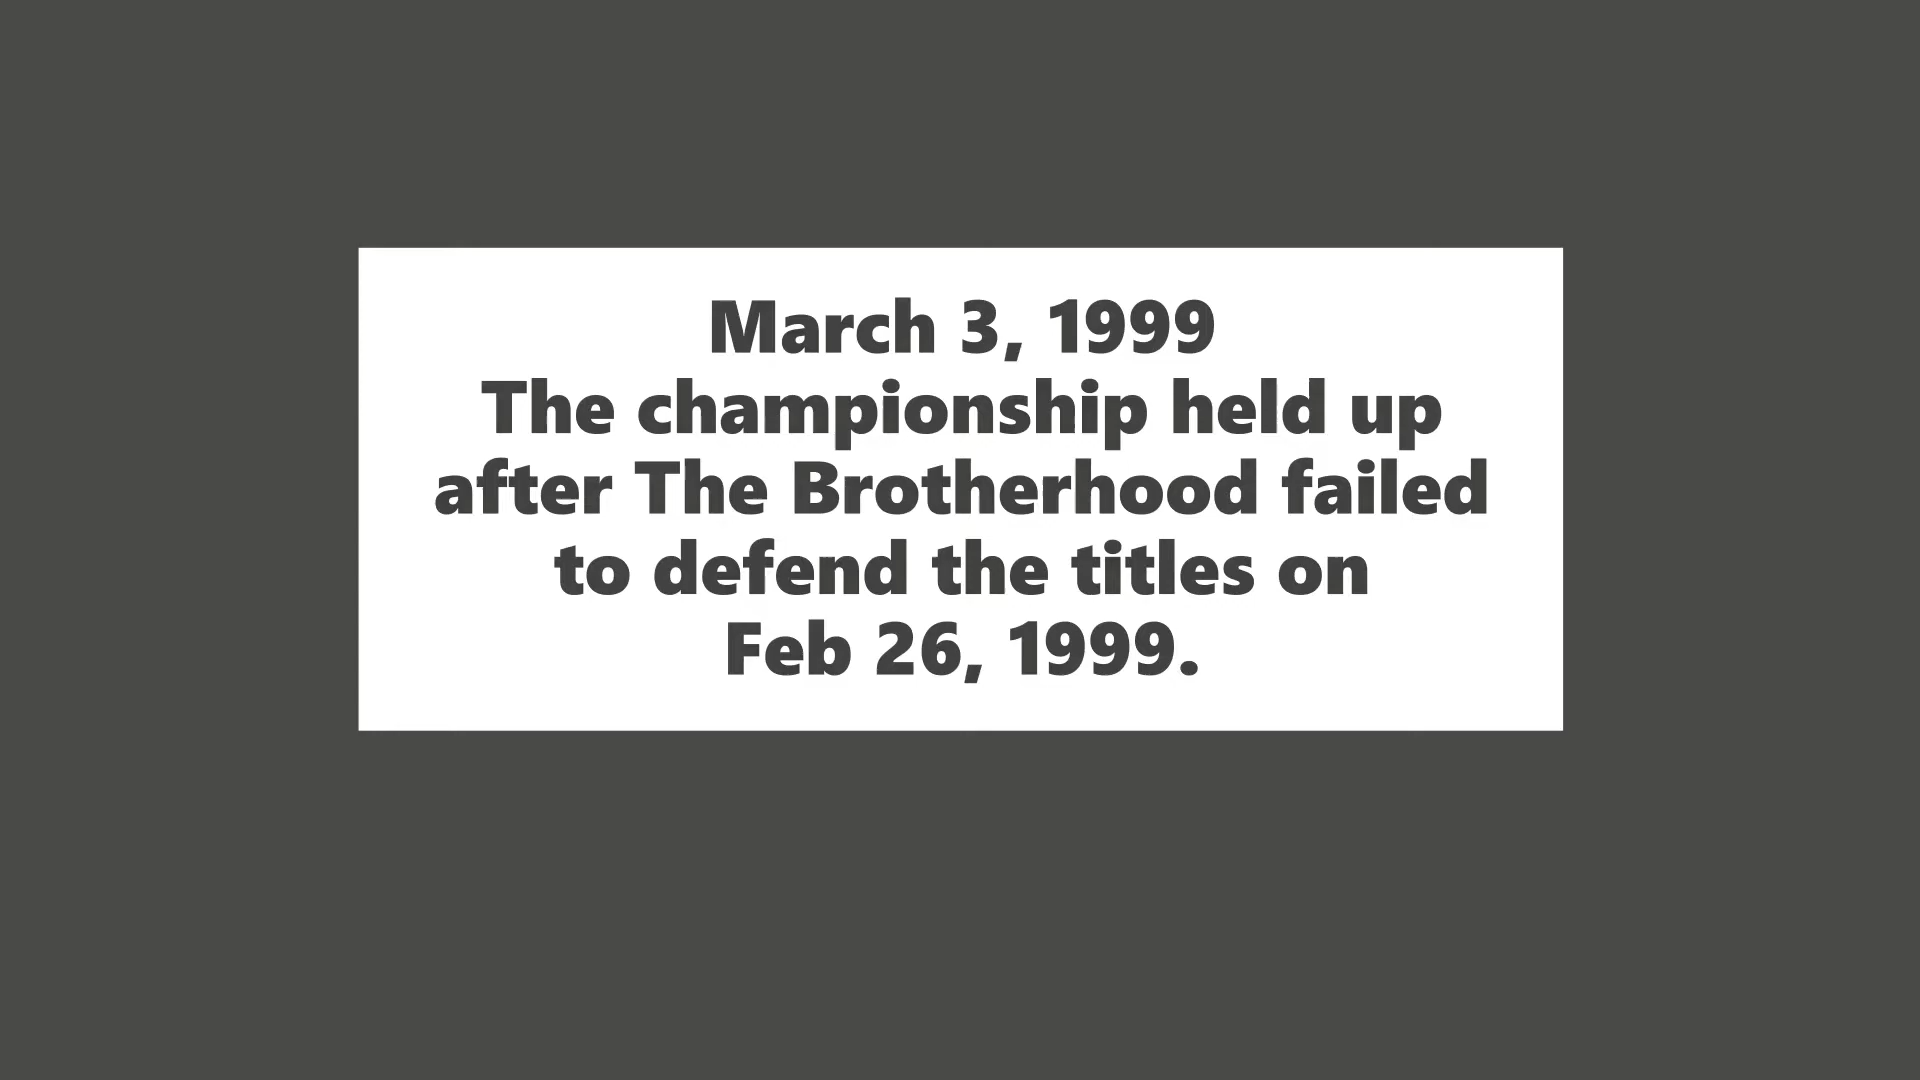 March 3, 1999
The championship held up
after The Brotherhood failed
to defend the titles on
Feb 26, 1999.